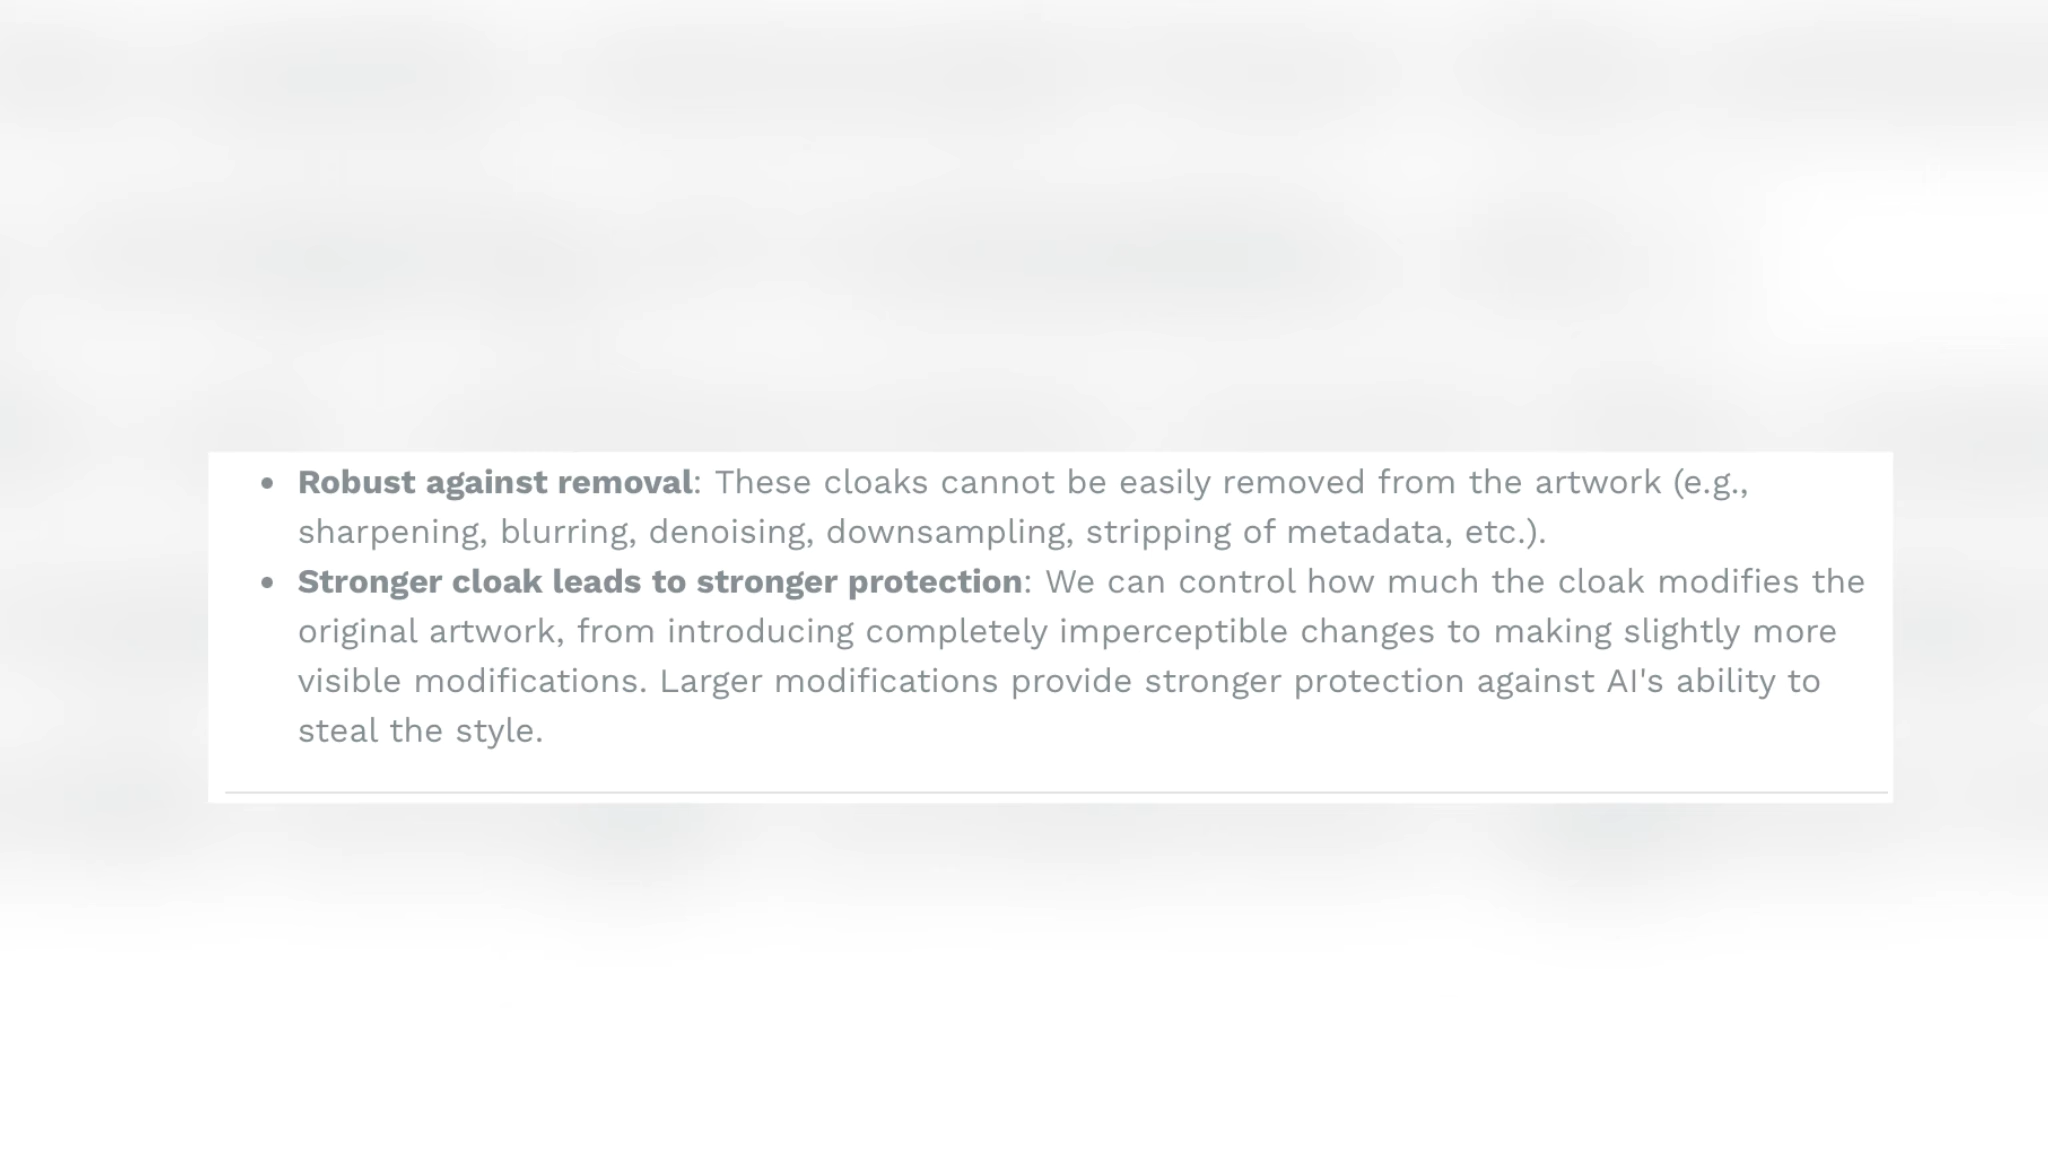 • Robust against removal: These cloaks cannot be easily removed from the artwork (e.g.,
sharpening, blurring, denoising, downsampling, stripping of metadata, etc.).
• Stronger cloak leads to stronger protection: We can control how much the cloak modifies the
original artwork, from introducing completely imperceptible changes to making slightly more
visible modifications. Larger modifications provide stronger protection against AI's ability to
steal the style.